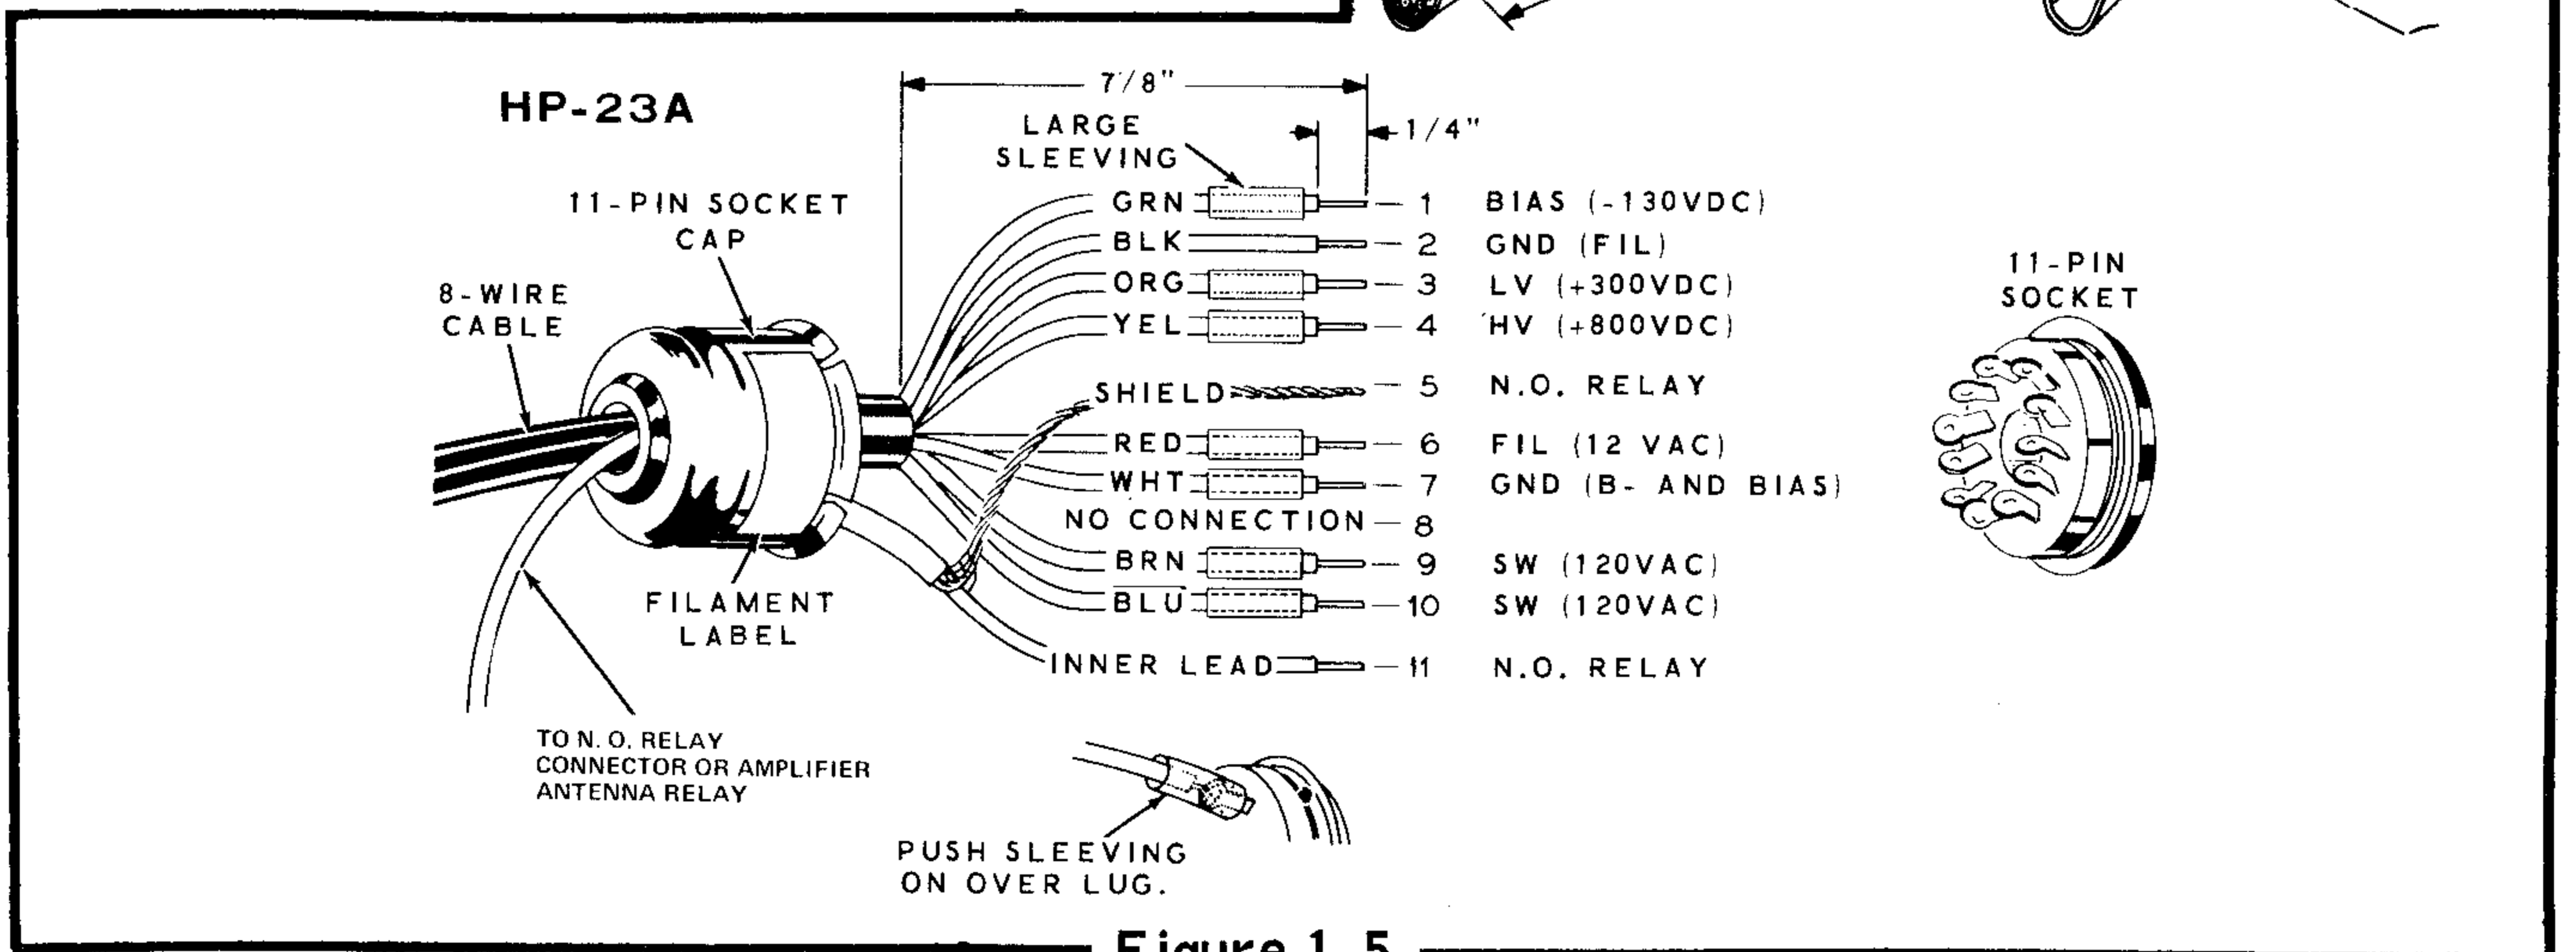 HP-23A
7/8"
LARGE
SLEEVING
1/4"
11-PIN SOCKET
CAP
8-WIRE
CABLE
GRN 1 BIAS (-130VDC)
BLK 2 GND (FIL)
ORG 3 LV (+300VDC)
YEL 4 HV (+800VDC)
SHIELD 5 N.O. RELAY
RED 6 FIL (12 VAC)
WHT 7 GND (B- AND BIAS)
NO CONNECTION 8
BRN 9 SW (120VAC)
BLU 10 SW (120VAC)
INNER LEAD 11 N.O. RELAY
11-PIN
SOCKET
FILAMENT
LABEL
TO N. O. RELAY
CONNECTOR OR AMPLIFIER
ANTENNA RELAY
PUSH SLEEVING
ON OVER LUG.
Figure 1-5